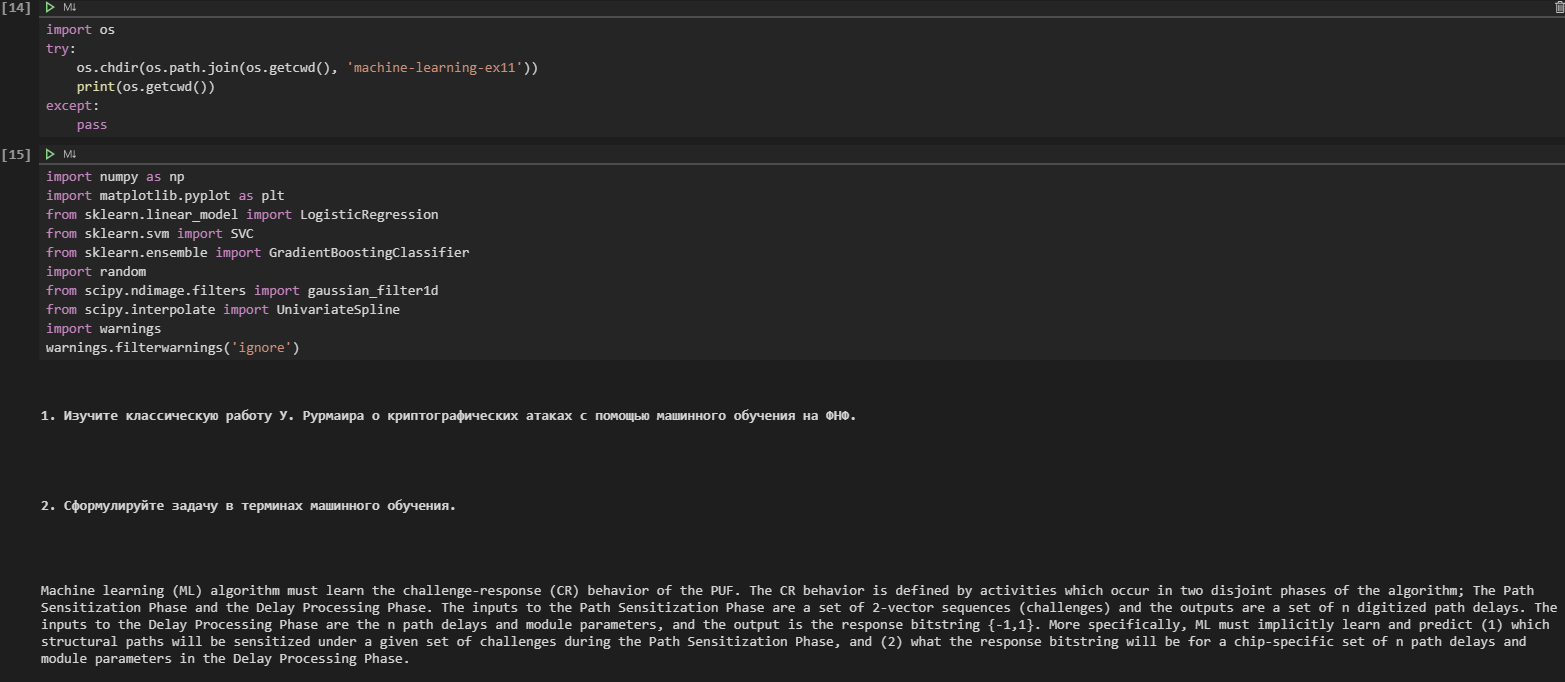 [14] M↓
import os
try:
    os.chdir(os.path.join(os.getcwd(), 'machine-learning-ex11'))
    print(os.getcwd())
except:
    pass
[15] M↓
import numpy as np
import matplotlib.pyplot as plt
from sklearn.linear_model import LogisticRegression
from sklearn.svm import SVC
from sklearn.ensemble import GradientBoostingClassifier
import random
from scipy.ndimage.filters import gaussian_filter1d
from scipy.interpolate import UnivariateSpline
import warnings
warnings.filterwarnings('ignore')
1. Изучите классическую работу У. Рурмаира о криптографических атаках с помощью машинного обучения на ФНФ.
2. Сформулируйте задачу в терминах машинного обучения.
Machine learning (ML) algorithm must learn the challenge-response (CR) behavior of the PUF. The CR behavior is defined by activities which occur in two disjoint phases of the algorithm; The Path
Sensitization Phase and the Delay Processing Phase. The inputs to the Path Sensitization Phase are a set of 2-vector sequences (challenges) and the outputs are a set of n digitized path delays. The
inputs to the Delay Processing Phase are the n path delays and module parameters, and the output is the response bitstring {-1,1}. More specifically, ML must implicitly learn and predict (1) which
structural paths will be sensitized under a given set of challenges during the Path Sensitization Phase, and (2) what the response bitstring will be for a chip-specific set of n path delays and
module parameters in the Delay Processing Phase.